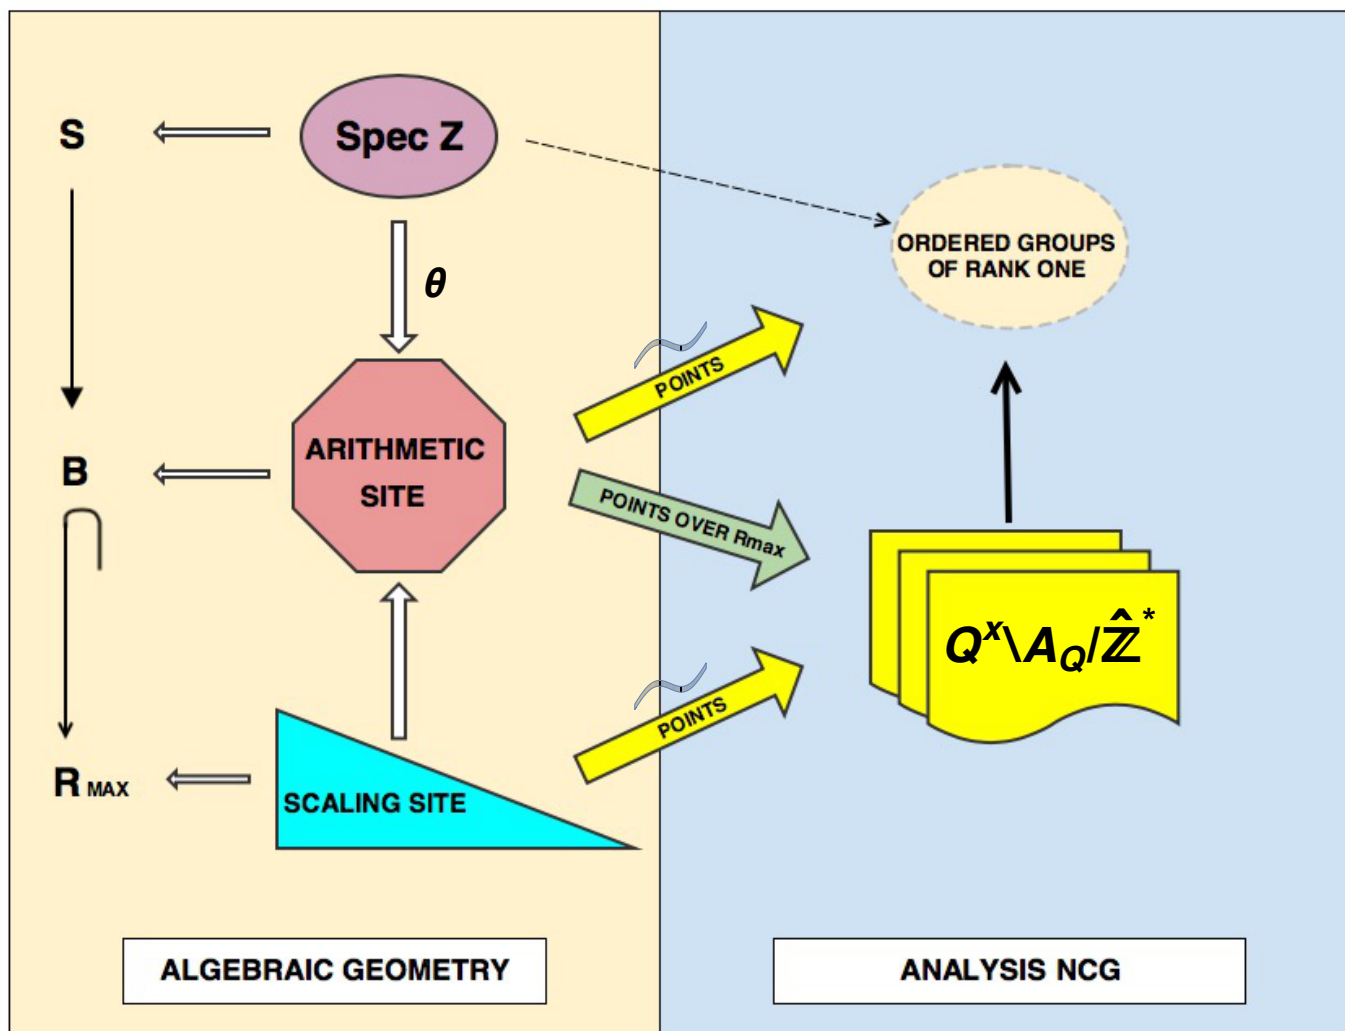 S
Spec Z
θ
ORDERED GROUPS
OF RANK ONE
POINTS
B
ARITHMETIC
SITE
POINTS OVER Rmax
Qˣ\A_Q/ℤ̂*
POINTS
R MAX
SCALING SITE
ALGEBRAIC GEOMETRY
ANALYSIS NCG